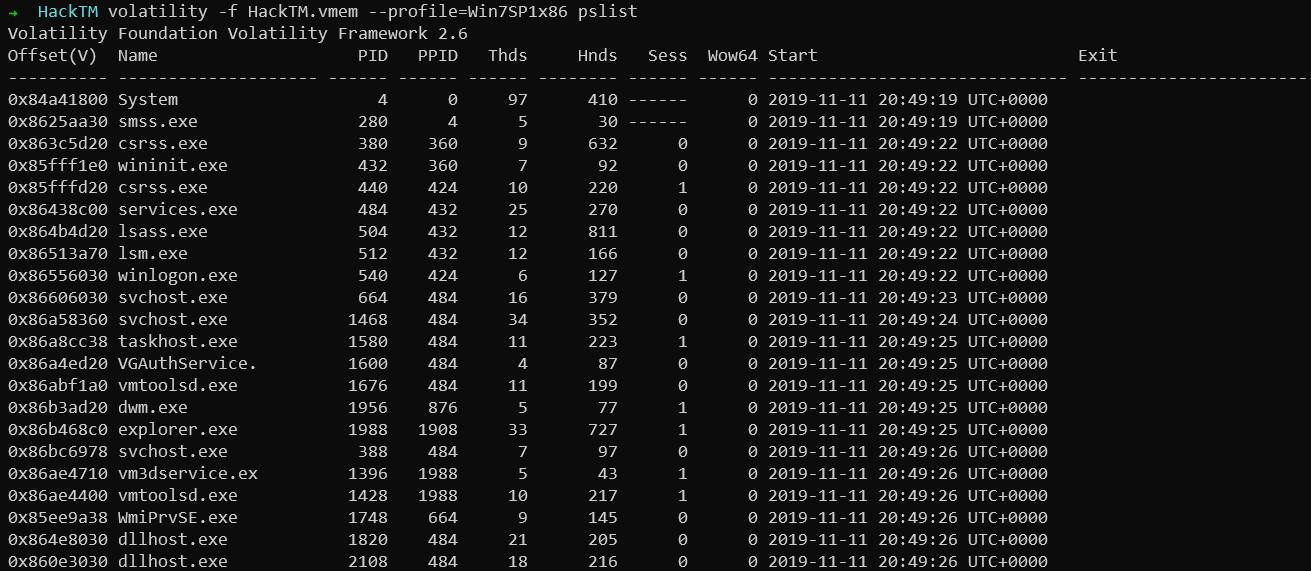 → HackTM volatility -f HackTM.vmem --profile=Win7SP1x86 pslist
Volatility Foundation Volatility Framework 2.6
Offset(V)  Name                    PID   PPID   Thds     Hnds   Sess  Wow64 Start                          Exit
---------- -------------------- ------ ------ ------ -------- ------ ------ ------------------------------ ------------------------
0x84a41800 System                    4      0     97      410 ------      0 2019-11-11 20:49:19 UTC+0000
0x8625aa30 smss.exe                280      4      5       30 ------      0 2019-11-11 20:49:19 UTC+0000
0x863c5d20 csrss.exe               380    360      9      632      0      0 2019-11-11 20:49:22 UTC+0000
0x85fff1e0 wininit.exe             432    360      7       92      0      0 2019-11-11 20:49:22 UTC+0000
0x85fffd20 csrss.exe               440    424     10      220      1      0 2019-11-11 20:49:22 UTC+0000
0x86438c00 services.exe            484    432     25      270      0      0 2019-11-11 20:49:22 UTC+0000
0x864b4d20 lsass.exe               504    432     12      811      0      0 2019-11-11 20:49:22 UTC+0000
0x86513a70 lsm.exe                 512    432     12      166      0      0 2019-11-11 20:49:22 UTC+0000
0x86556030 winlogon.exe            540    424      6      127      1      0 2019-11-11 20:49:22 UTC+0000
0x86606030 svchost.exe             664    484     16      379      0      0 2019-11-11 20:49:23 UTC+0000
0x86a58360 svchost.exe            1468    484     34      352      0      0 2019-11-11 20:49:24 UTC+0000
0x86a8cc38 taskhost.exe           1580    484     11      223      1      0 2019-11-11 20:49:25 UTC+0000
0x86a4ed20 VGAuthService.         1600    484      4       87      0      0 2019-11-11 20:49:25 UTC+0000
0x86abf1a0 vmtoolsd.exe           1676    484     11      199      0      0 2019-11-11 20:49:25 UTC+0000
0x86b3ad20 dwm.exe                1956    876      5       77      1      0 2019-11-11 20:49:25 UTC+0000
0x86b468c0 explorer.exe           1988   1908     33      727      1      0 2019-11-11 20:49:25 UTC+0000
0x86bc6978 svchost.exe             388    484      7       97      0      0 2019-11-11 20:49:26 UTC+0000
0x86ae4710 vm3dservice.ex         1396   1988      5       43      1      0 2019-11-11 20:49:26 UTC+0000
0x86ae4400 vmtoolsd.exe           1428   1988     10      217      1      0 2019-11-11 20:49:26 UTC+0000
0x85ee9a38 WmiPrvSE.exe           1748    664      9      145      0      0 2019-11-11 20:49:26 UTC+0000
0x864e8030 dllhost.exe            1820    484     21      205      0      0 2019-11-11 20:49:26 UTC+0000
0x860e3030 dllhost.exe            2108    484     18      216      0      0 2019-11-11 20:49:26 UTC+0000